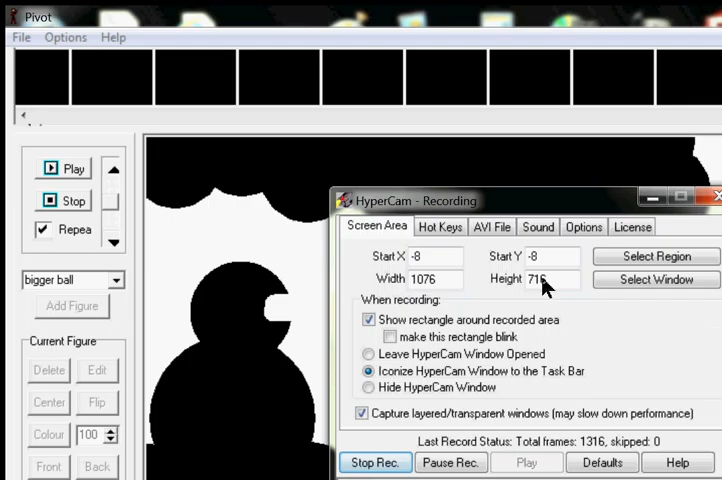 Pivot
File Options Help
Play
Stop
Repea
bigger ball
Add Figure
Current Figure
Delete Edit
Center Flip
Colour 100
Front Back
HyperCam - Recording
Screen Area Hot Keys AVI File Sound Options License
Start X -8 Start Y -8 Select Region
Width 1076 Height 716 Select Window
When recording:
Show rectangle around recorded area
make this rectangle blink
Leave HyperCam Window Opened
Iconize HyperCam Window to the Task Bar
Hide HyperCam Window
Capture layered/transparent windows (may slow down performance)
Last Record Status: Total frames: 1316, skipped: 0
Stop Rec. Pause Rec. Play Defaults Help